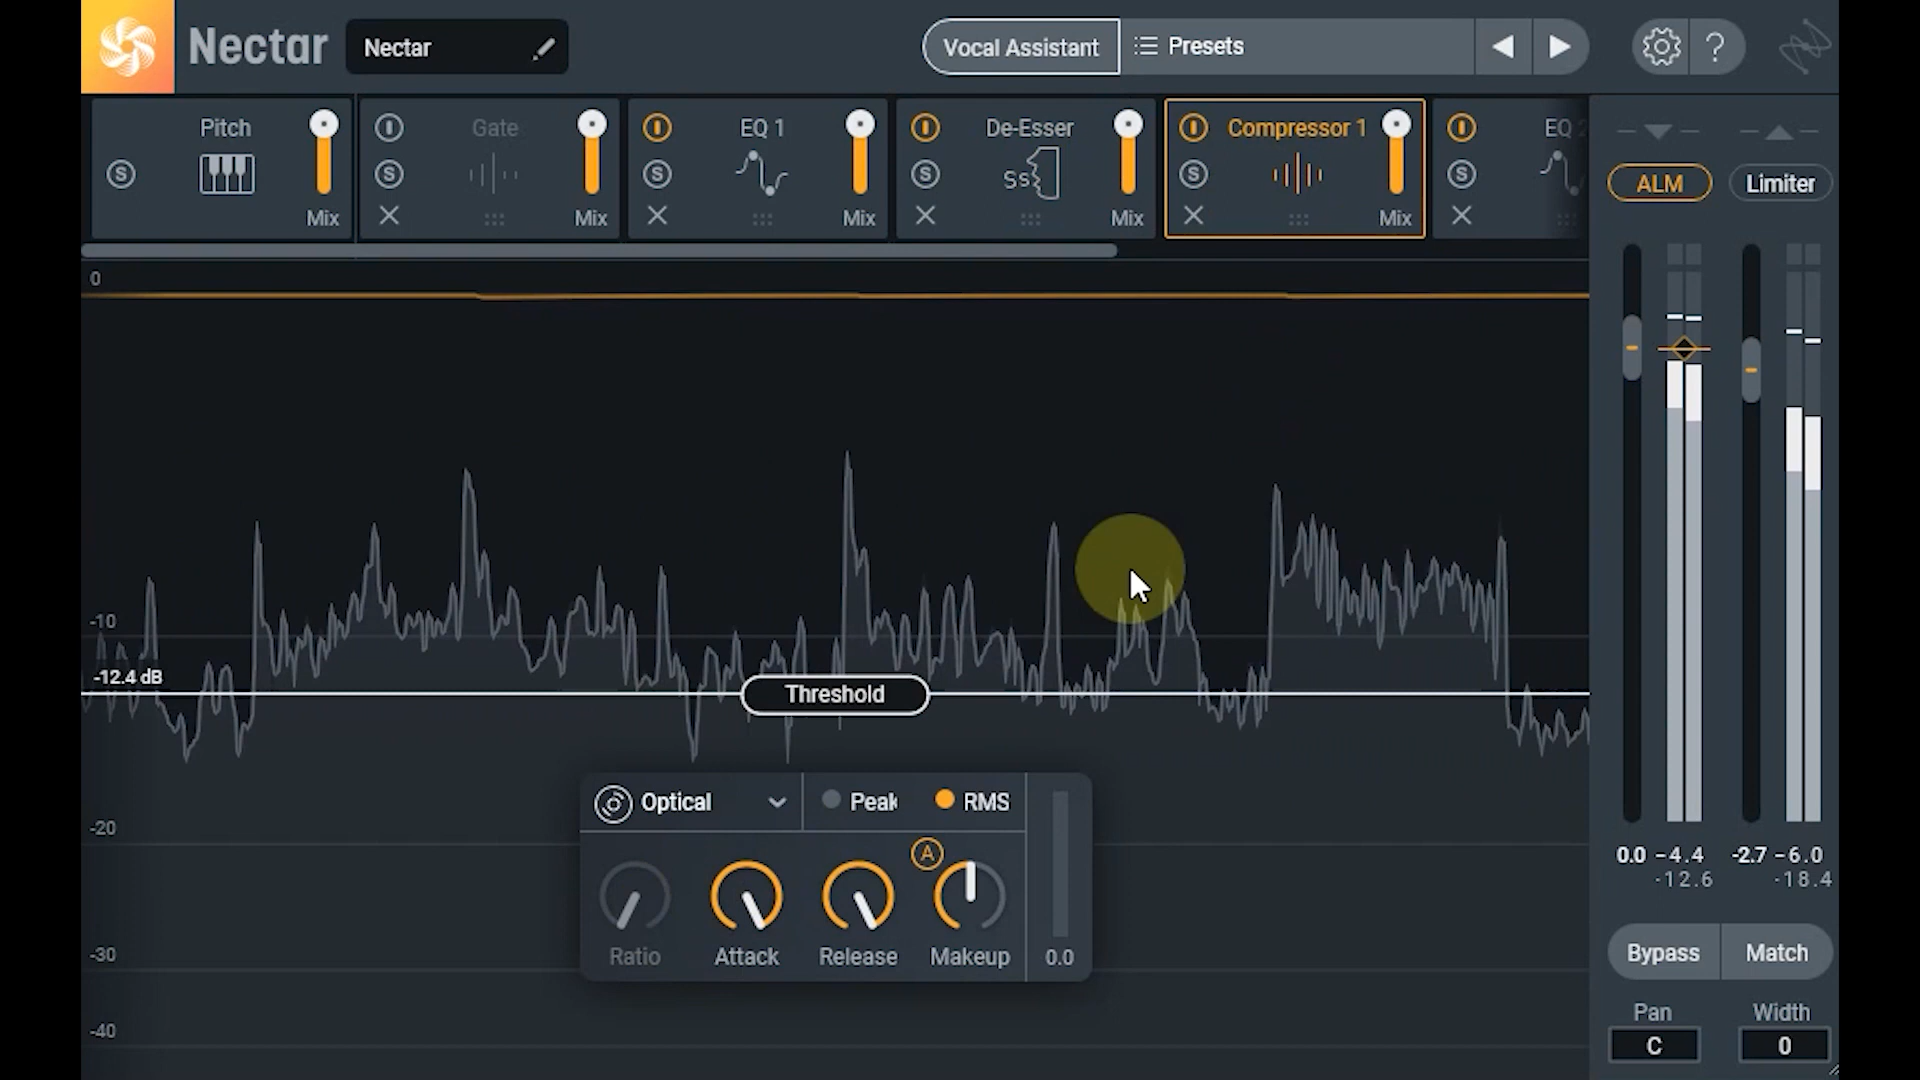 Nectar
Nectar
Vocal Assistant
Presets
?
Pitch
Gate
EQ 1
De-Esser
Compressor 1
EQ 2
S
S
S
S
S
S
Ss
Mix
Mix
Mix
Mix
Mix
ALM
Limiter
0
-10
-12.4 dB
Threshold
-20
-30
-40
Optical
Peak
RMS
A
Ratio
Attack
Release
Makeup
0.0
0.0 -4.4
-12.6
-2.7 -6.0
-18.4
Bypass
Match
Pan
Width
C
0